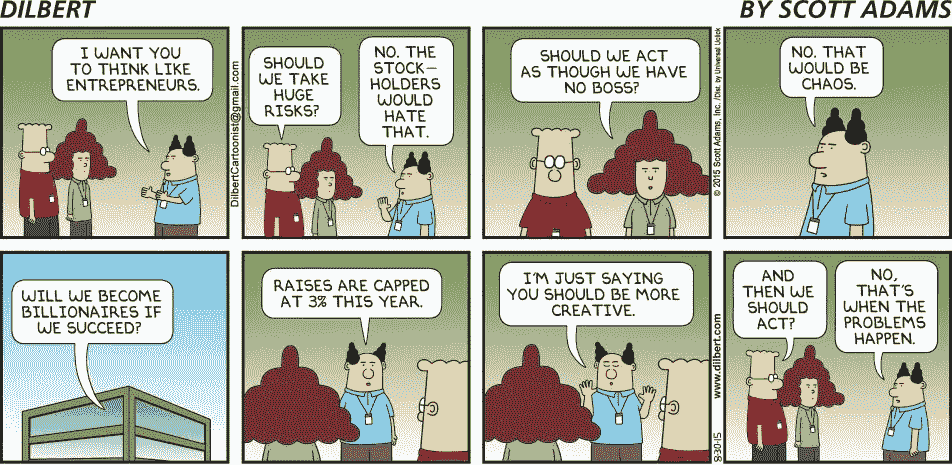 DILBERT
BY SCOTT ADAMS
I WANT YOU
TO THINK LIKE
ENTREPRENEURS.
DilbertCartoonist@gmail.com
SHOULD
WE TAKE
HUGE
RISKS?
NO. THE
STOCK-
HOLDERS
WOULD
HATE
THAT.
SHOULD WE ACT
AS THOUGH WE HAVE
NO BOSS?
© 2015 Scott Adams, Inc. /Dist. by Universal Uclick
NO. THAT
WOULD BE
CHAOS.
WILL WE BECOME
BILLIONAIRES IF
WE SUCCEED?
RAISES ARE CAPPED
AT 3% THIS YEAR.
I'M JUST SAYING
YOU SHOULD BE MORE
CREATIVE.
8-30-15
www.dilbert.com
AND
THEN WE
SHOULD
ACT?
NO,
THAT'S
WHEN THE
PROBLEMS
HAPPEN.